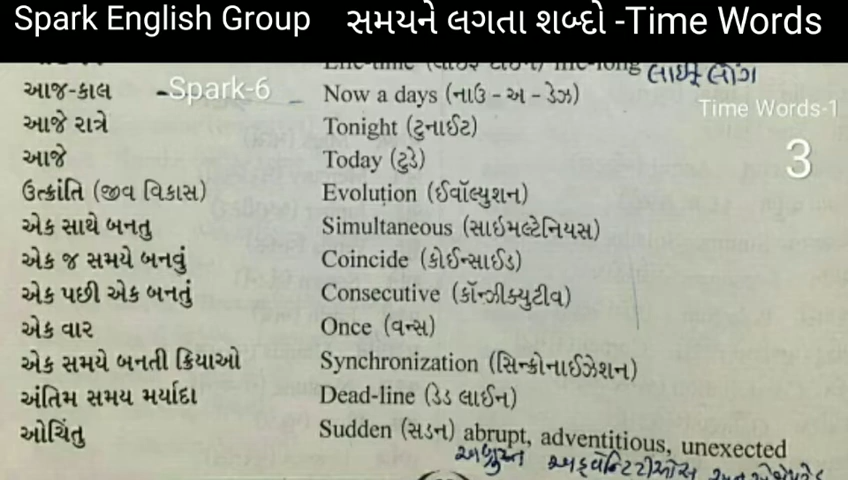 Spark English Group સમયને લગતા શબ્દો -Time Words
life-long લાઈફ લોંગ
આજ-કાલ -Spark-6 Now a days (નાઉ - અ - ડેઝ)
Time Words-1
આજે રાત્રે Tonight (ટુનાઈટ)
આજે Today (ટુડે)
3
ઉત્ક્રાંતિ (જીવ વિકાસ) Evolution (ઈવૉલ્યુશન)
એક સાથે બનતુ Simultaneous (સાઇમલ્ટેનિયસ)
એક જ સમયે બનવું Coincide (કોઈન્સાઈડ)
એક પછી એક બનતું Consecutive (કૉન્ઝીક્યુટીવ)
એક વાર Once (વન્સ)
એક સમયે બનતી ક્રિયાઓ Synchronization (સિન્ક્રોનાઈઝેશન)
અંતિમ સમય મર્યાદા Dead-line (ડેડ લાઈન)
ઓચિંતુ Sudden (સડન) abrupt, adventitious, unexected